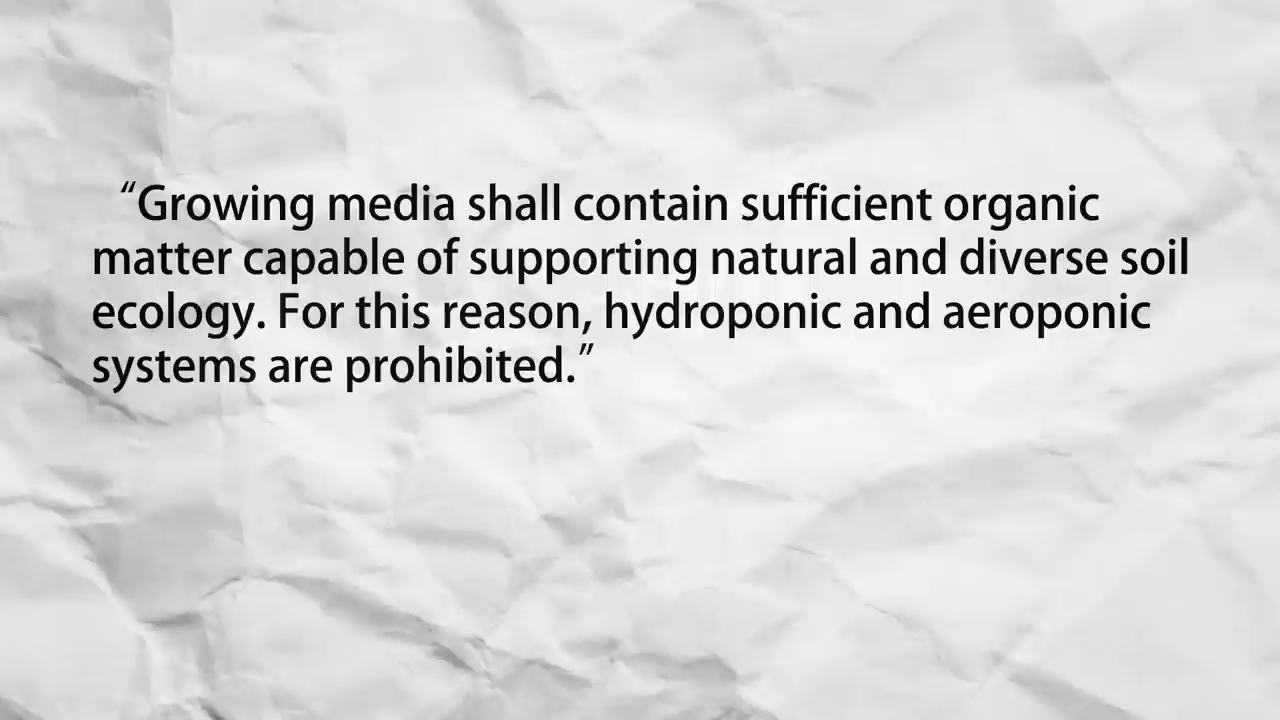 “Growing media shall contain sufficient organic
matter capable of supporting natural and diverse soil
ecology. For this reason, hydroponic and aeroponic
systems are prohibited.”